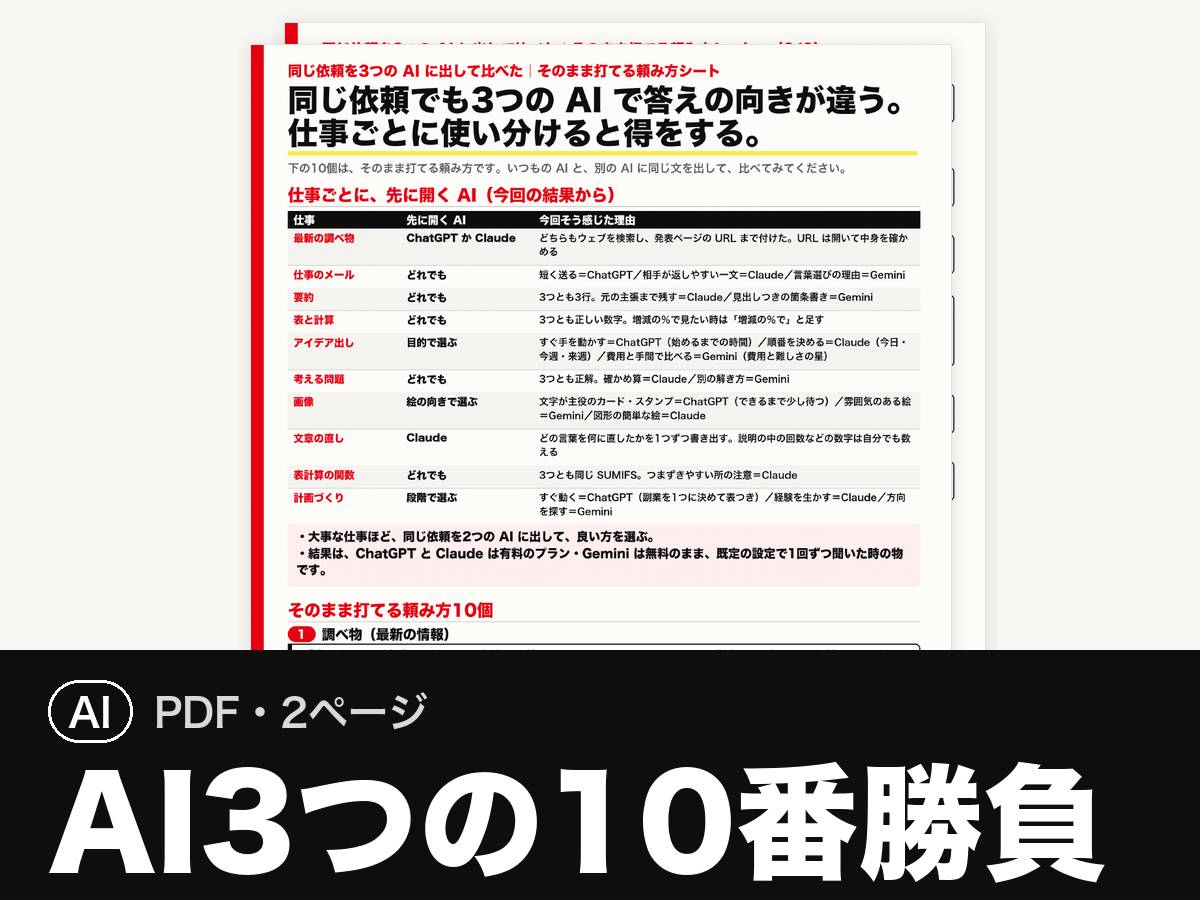 同じ依頼を3つの AI に出して比べた｜そのまま打てる頼み方シート
同じ依頼でも3つの AI で答えの向きが違う。
仕事ごとに使い分けると得をする。
下の10個は、そのまま打てる頼み方です。いつもの AI と、別の AI に同じ文を出して、比べてみてください。
仕事ごとに、先に開く AI（今回の結果から）
仕事 先に開く AI 今回そう感じた理由
最新の調べ物 ChatGPT か Claude どちらもウェブを検索し、発表ページの URL まで付けた。URL は開いて中身を確か
める
仕事のメール どれでも 短く送る＝ChatGPT／相手が返しやすい一文＝Claude／言葉選びの理由＝Gemini
要約 どれでも 3つとも3行。元の主張まで残す＝Claude／見出しつきの箇条書き＝Gemini
表と計算 どれでも 3つとも正しい数字。増減の%で見たい時は「増減の%で」と足す
アイデア出し 目的で選ぶ すぐ手を動かす＝ChatGPT（始めるまでの時間）／順番を決める＝Claude（今日・
今週・来週）／費用と手間で比べる＝Gemini（費用と難しさの星）
考える問題 どれでも 3つとも正解。確かめ算＝Claude／別の解き方＝Gemini
画像 絵の向きで選ぶ 文字が主役のカード・スタンプ＝ChatGPT（できるまで少し待つ）／雰囲気のある絵
＝Gemini／図形の簡単な絵＝Claude
文章の直し Claude どの言葉を何に直したかを1つずつ書き出す。説明の中の回数などの数字は自分でも数
える
表計算の関数 どれでも 3つとも同じ SUMIFS。つまずきやすい所の注意＝Claude
計画づくり 段階で選ぶ すぐ動く＝ChatGPT（副業を1つに決めて表つき）／経験を生かす＝Claude／方向
を探す＝Gemini
・大事な仕事ほど、同じ依頼を2つの AI に出して、良い方を選ぶ。
・結果は、ChatGPT と Claude は有料のプラン・Gemini は無料のまま、既定の設定で1回ずつ聞いた時の物
です。
そのまま打てる頼み方10個
1 調べ物（最新の情報）
AI PDF・2ページ
AI3つの10番勝負